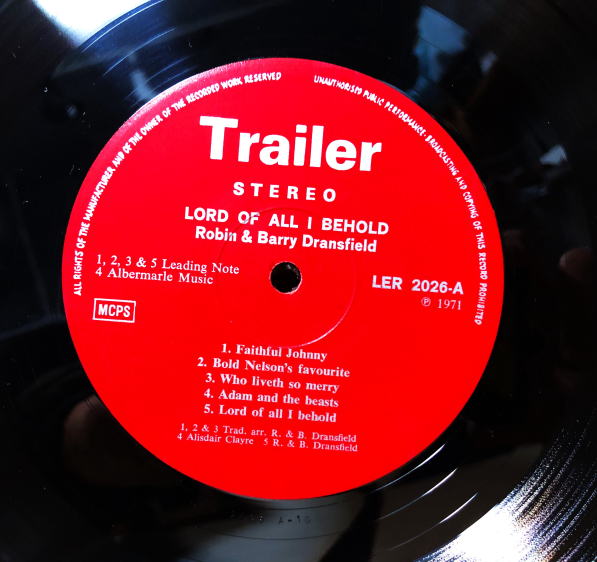 ALL RIGHTS OF THE MANUFACTURER AND OF THE OWNER OF THE RECORDED WORK RESERVED
UNAUTHORISED PUBLIC PERFORMANCE · BROADCASTING AND COPYING OF THIS RECORD PROHIBITED
Trailer
STEREO
LORD OF ALL I BEHOLD
Robin & Barry Dransfield
1, 2, 3 & 5 Leading Note
4 Albermarle Music
LER 2026-A
℗ 1971
MCPS
1. Faithful Johnny
2. Bold Nelson's favourite
3. Who liveth so merry
4. Adam and the beasts
5. Lord of all I behold
1, 2 & 3 Trad. arr. R. & B. Dransfield
4 Alisdair Clayre 5 R. & B. Dransfield